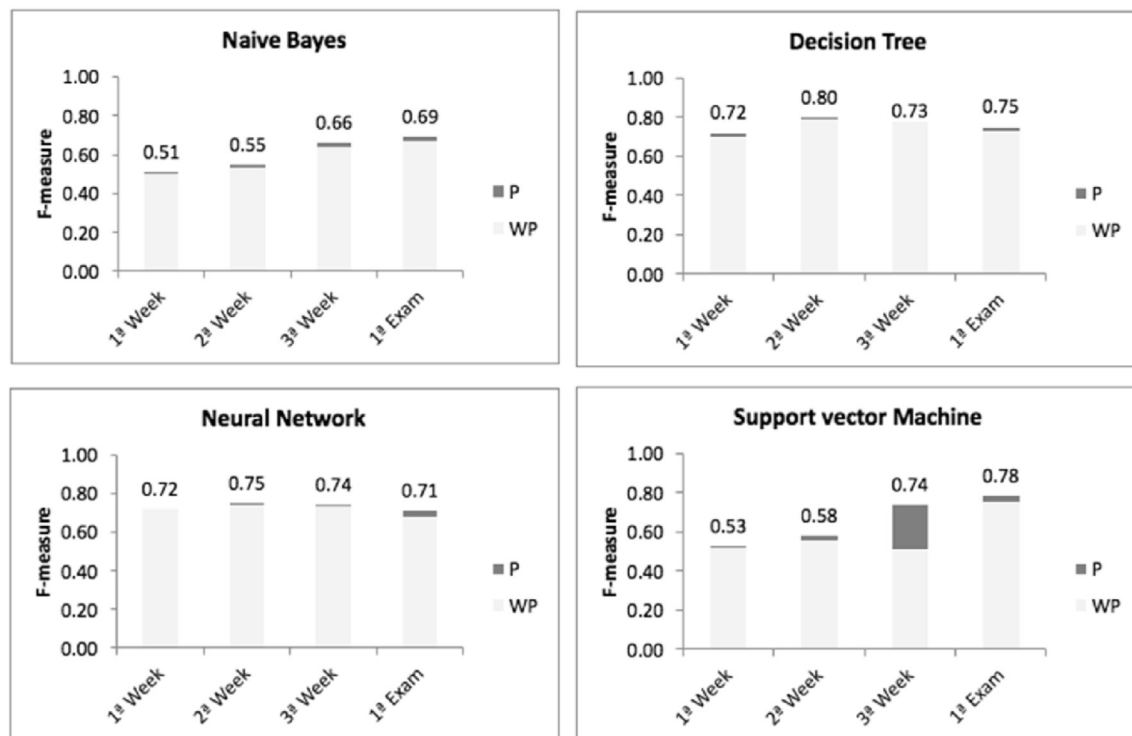 Naive Bayes
1.00
0.80
0.60
0.40
0.20
0.00
F-measure
0.51
0.55
0.66
0.69
1ª Week
2ª Week
3ª Week
1ª Exam
P
WP
Decision Tree
1.00
0.80
0.60
0.40
0.20
0.00
F-measure
0.72
0.80
0.73
0.75
1ª Week
2ª Week
3ª Week
1ª Exam
P
WP
Neural Network
1.00
0.80
0.60
0.40
0.20
0.00
F-measure
0.72
0.75
0.74
0.71
1ª Week
2ª Week
3ª Week
1ª Exam
P
WP
Support vector Machine
1.00
0.80
0.60
0.40
0.20
0.00
F-measure
0.53
0.58
0.74
0.78
1ª Week
2ª Week
3ª Week
1ª Exam
P
WP